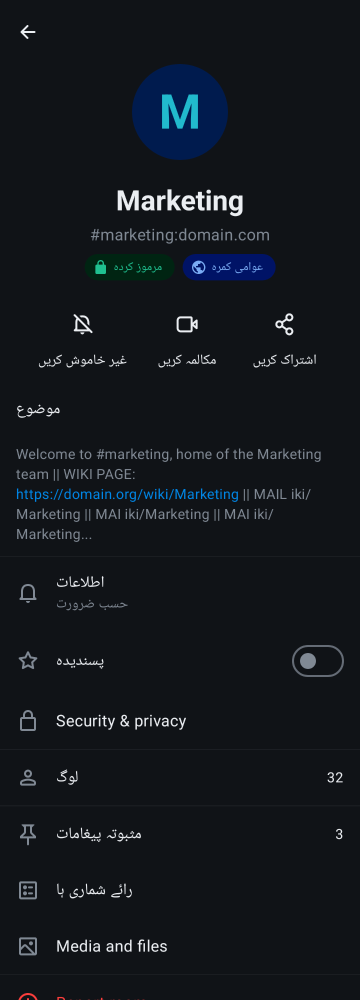 M
Marketing
#marketing:domain.com
مرموز کردہ
عوامی کمرہ
غیر خاموش کریں
مکالمہ کریں
اشتراک کریں
موضوع
Welcome to #marketing, home of the Marketing
team || WIKI PAGE:
https://domain.org/wiki/Marketing || MAIL iki/
Marketing || MAI iki/Marketing || MAI iki/
Marketing...
اطلاعات
حسب ضرورت
پسندیدہ
Security & privacy
لوگ 32
مثبوتہ پیغامات 3
رائے شماری ہا
Media and files